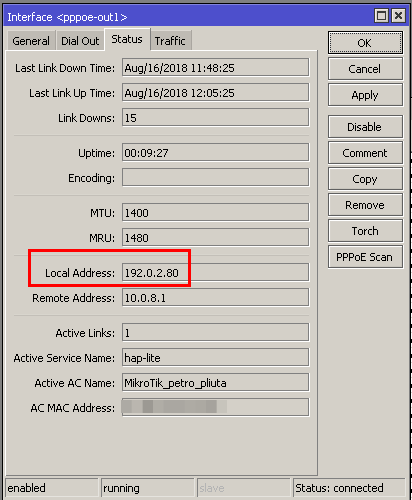 Interface <pppoe-out1>
General Dial Out Status Traffic
OK
Cancel
Apply
Disable
Comment
Copy
Remove
Torch
PPPoE Scan
Last Link Down Time: Aug/16/2018 11:48:25
Last Link Up Time: Aug/16/2018 12:05:25
Link Downs: 15
Uptime: 00:09:27
Encoding:
MTU: 1400
MRU: 1480
Local Address: 192.0.2.80
Remote Address: 10.0.8.1
Active Links: 1
Active Service Name: hap-lite
Active AC Name: MikroTik_petro_pliuta
AC MAC Address:
enabled running slave Status: connected